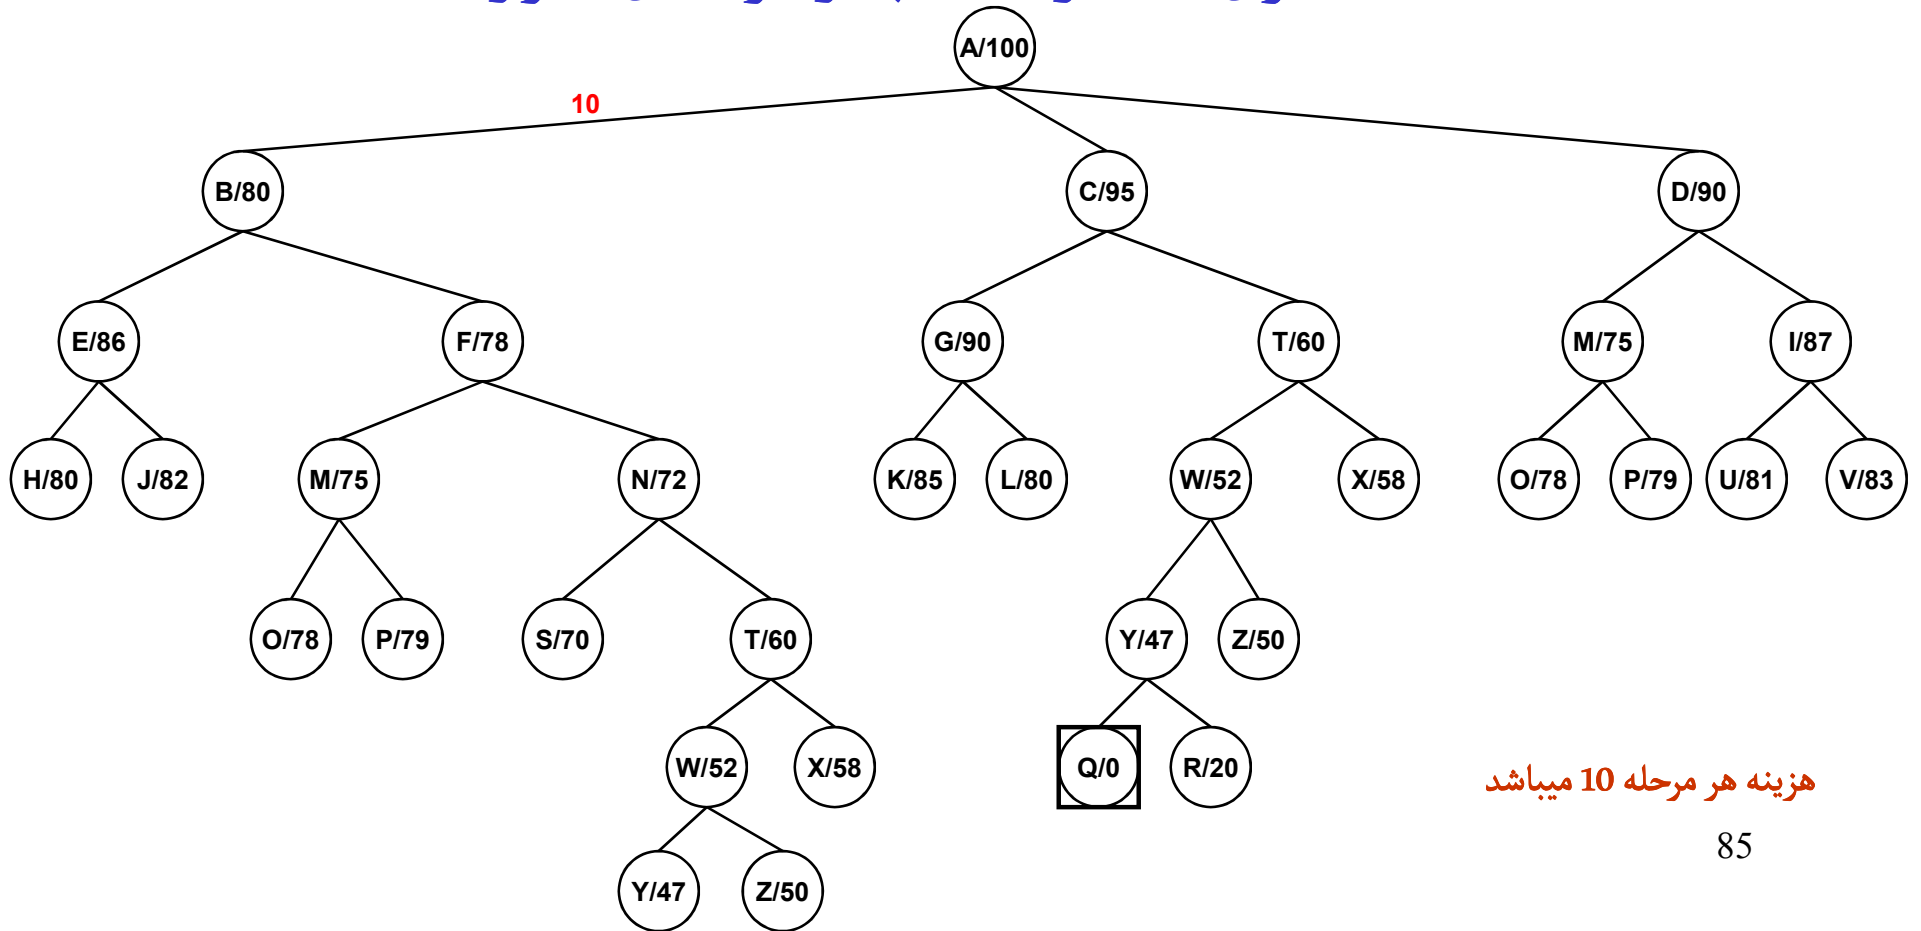 A/100
10
B/80 C/95 D/90
E/86 F/78 G/90 T/60 M/75 I/87
H/80 J/82 M/75 N/72 K/85 L/80 W/52 X/58 O/78 P/79 U/81 V/83
O/78 P/79 S/70 T/60 Y/47 Z/50
W/52 X/58 Q/0 R/20
هزینه هر مرحله 10 میباشد
85
Y/47 Z/50